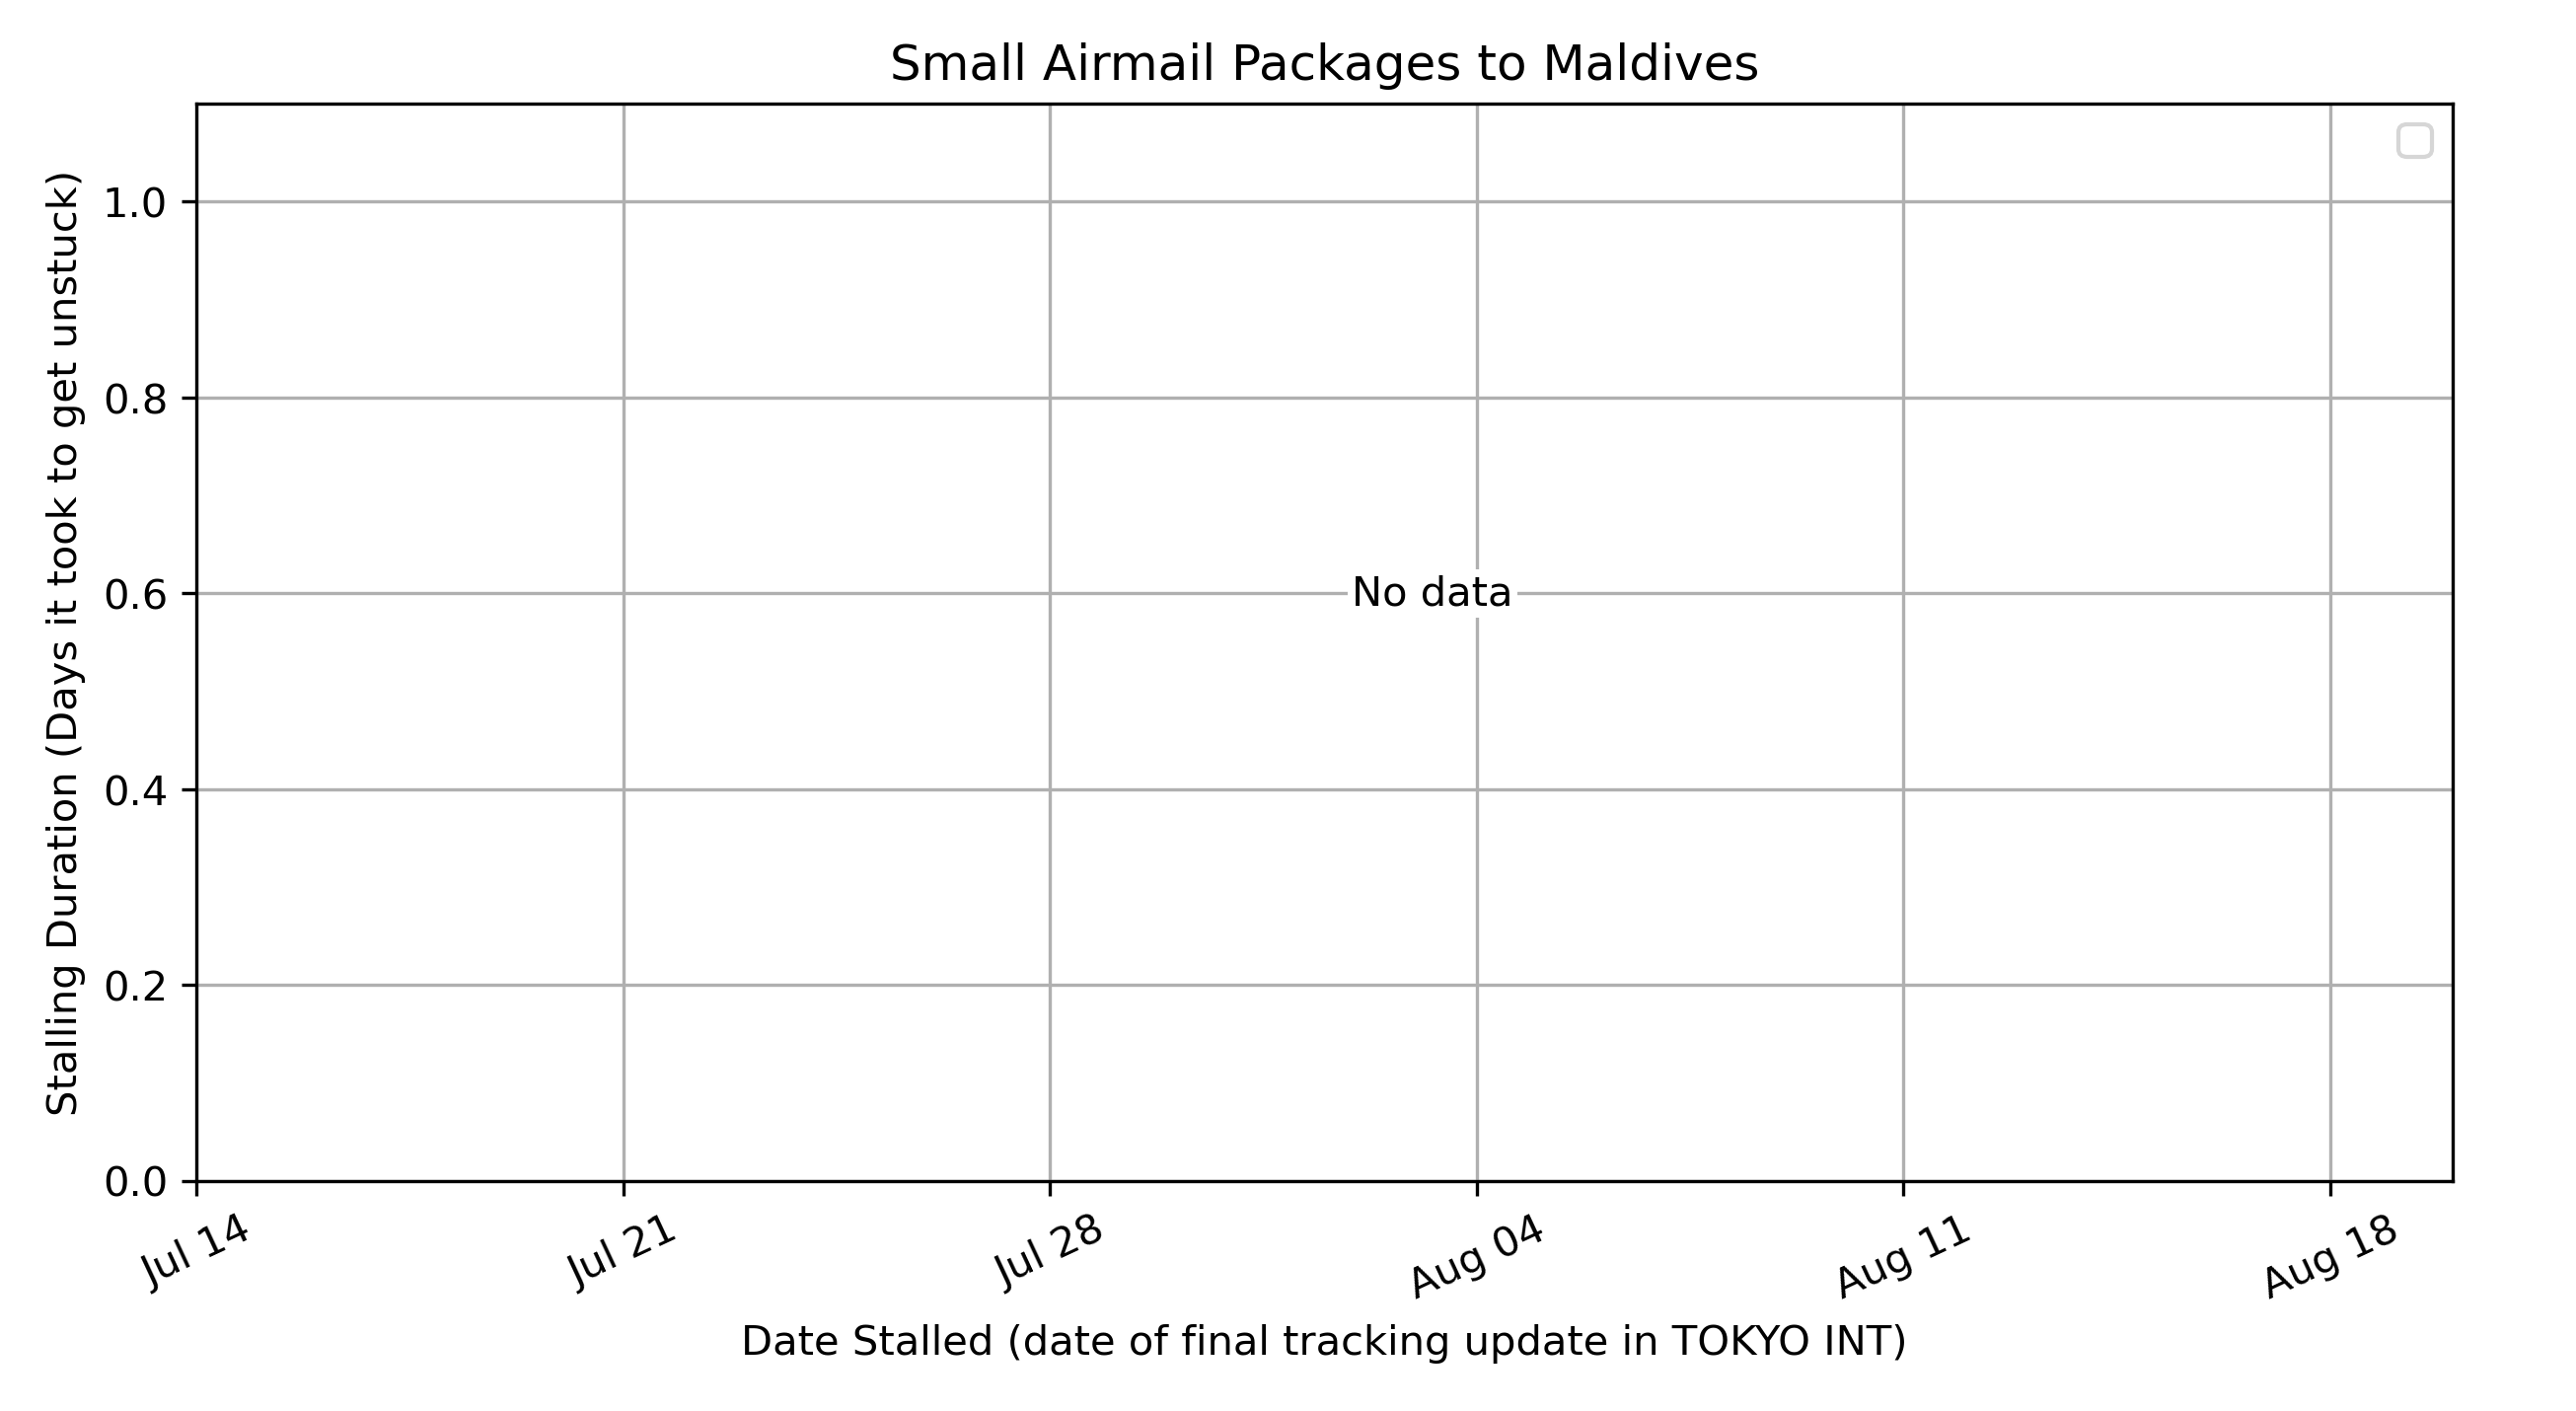 Small Airmail Packages to Maldives
Stalling Duration (Days it took to get unstuck)
1.0
0.8
0.6
0.4
0.2
0.0
No data
Jul 14
Jul 21
Jul 28
Aug 04
Aug 11
Aug 18
Date Stalled (date of final tracking update in TOKYO INT)